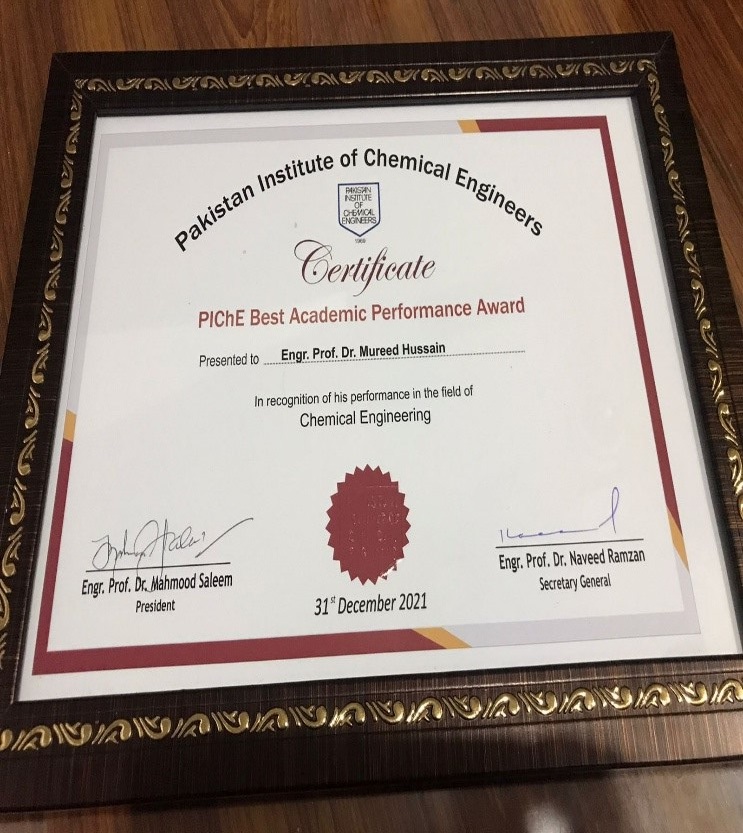 Pakistan Institute of Chemical Engineers
PAKISTAN
INSTITUTE
OF
CHEMICAL
ENGINEERS
1969
Certificate
PIChE Best Academic Performance Award
Presented to Engr. Prof. Dr. Mureed Hussain
In recognition of his performance in the field of
Chemical Engineering
Engr. Prof. Dr. Mahmood Saleem
President
31st December 2021
Engr. Prof. Dr. Naveed Ramzan
Secretary General